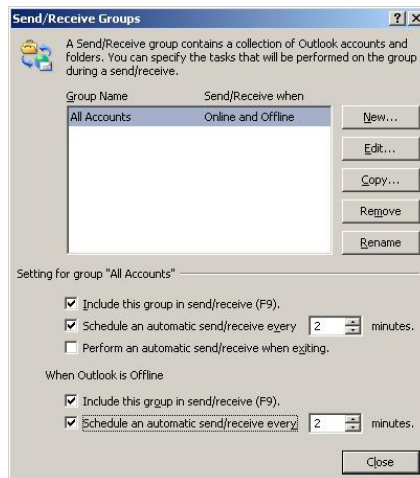 Send/Receive Groups
A Send/Receive group contains a collection of Outlook accounts and
folders. You can specify the tasks that will be performed on the group
during a send/receive.
Group Name Send/Receive when
All Accounts Online and Offline
New...
Edit...
Copy...
Remove
Rename
Setting for group "All Accounts"
Include this group in send/receive (F9).
Schedule an automatic send/receive every 2 minutes.
Perform an automatic send/receive when exiting.
When Outlook is Offline
Include this group in send/receive (F9).
Schedule an automatic send/receive every 2 minutes.
Close